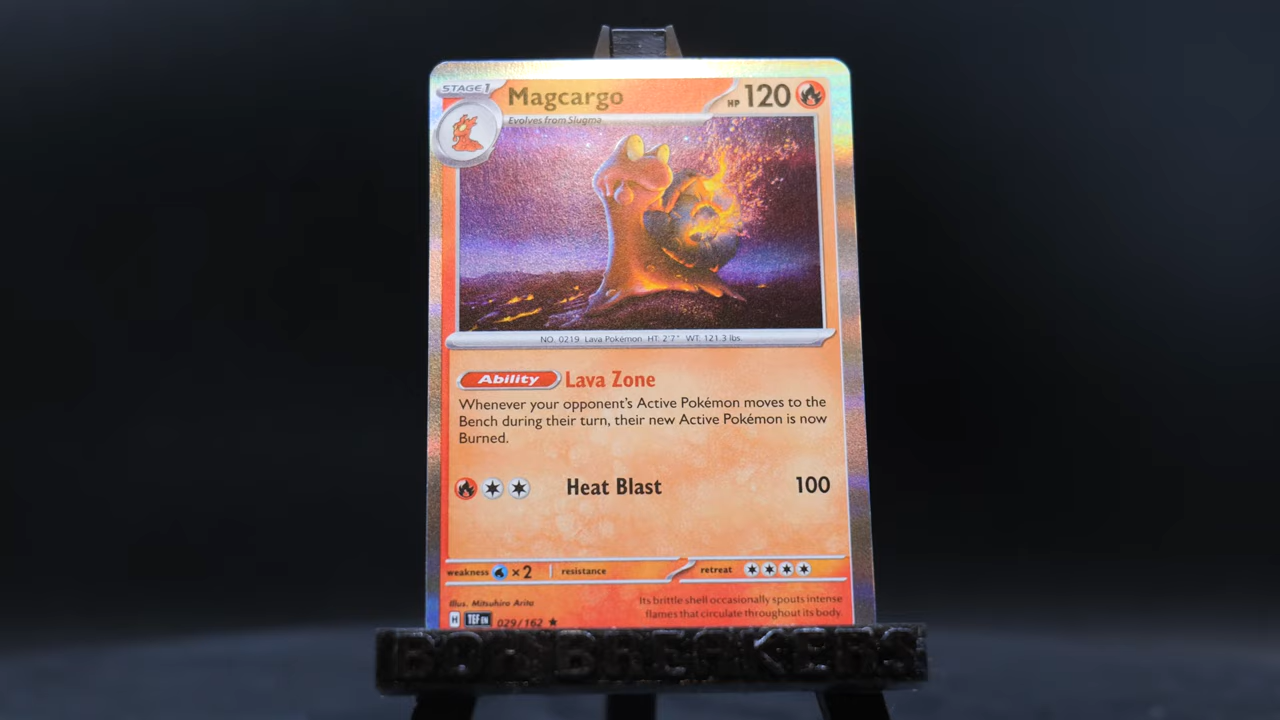 STAGE 1
Magcargo
HP 120
Evolves from Slugma
NO. 0219 Lava Pokémon HT: 2'7" WT: 121.3 lbs.
Ability Lava Zone
Whenever your opponent's Active Pokémon moves to the
Bench during their turn, their new Active Pokémon is now
Burned.
Heat Blast 100
weakness ×2 resistance retreat
Illus. Mitsuhiro Arita
Its brittle shell occasionally spouts intense
flames that circulate throughout its body.
H TEF EN 029/162 ★
BOX BREAKERS